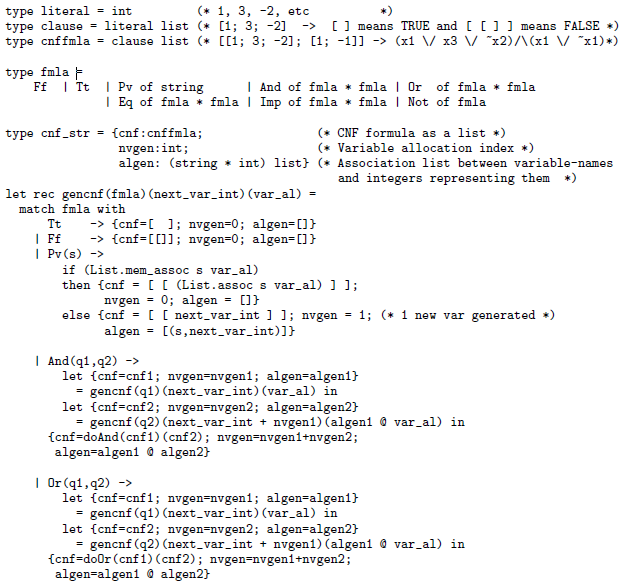 type literal = int          (* 1, 3, -2, etc          *)
type clause = literal list (* [1; 3; -2]  ->  [ ] means TRUE and [ [ ] ] means FALSE *)
type cnffmla = clause list (* [[1; 3; -2]; [1; -1]] -> (x1 \/ x3 \/ ~x2)/\(x1 \/ ~x1)*)
type fmla =
    Ff  | Tt  | Pv of string      | And of fmla * fmla | Or  of fmla * fmla
              | Eq of fmla * fmla | Imp of fmla * fmla | Not of fmla
type cnf_str = {cnf:cnffmla;               (* CNF formula as a list *)
                nvgen:int;                 (* Variable allocation index *)
                algen: (string * int) list} (* Association list between variable-names
                                               and integers representing them  *)
let rec gencnf(fmla)(next_var_int)(var_al) =
  match fmla with
      Tt    -> {cnf=[  ]; nvgen=0; algen=[]}
    | Ff    -> {cnf=[[]]; nvgen=0; algen=[]}
    | Pv(s) ->
        if (List.mem_assoc s var_al)
        then {cnf = [ [ (List.assoc s var_al) ] ];
              nvgen = 0; algen = []}
        else {cnf = [ [ next_var_int ] ]; nvgen = 1; (* 1 new var generated *)
              algen = [(s,next_var_int)]}
    | And(q1,q2) ->
        let {cnf=cnf1; nvgen=nvgen1; algen=algen1}
          = gencnf(q1)(next_var_int)(var_al) in
        let {cnf=cnf2; nvgen=nvgen2; algen=algen2}
          = gencnf(q2)(next_var_int + nvgen1)(algen1 @ var_al) in
      {cnf=doAnd(cnf1)(cnf2); nvgen=nvgen1+nvgen2;
       algen=algen1 @ algen2}
    | Or(q1,q2) ->
        let {cnf=cnf1; nvgen=nvgen1; algen=algen1}
          = gencnf(q1)(next_var_int)(var_al) in
        let {cnf=cnf2; nvgen=nvgen2; algen=algen2}
          = gencnf(q2)(next_var_int + nvgen1)(algen1 @ var_al) in
      {cnf=doOr(cnf1)(cnf2); nvgen=nvgen1+nvgen2;
       algen=algen1 @ algen2}